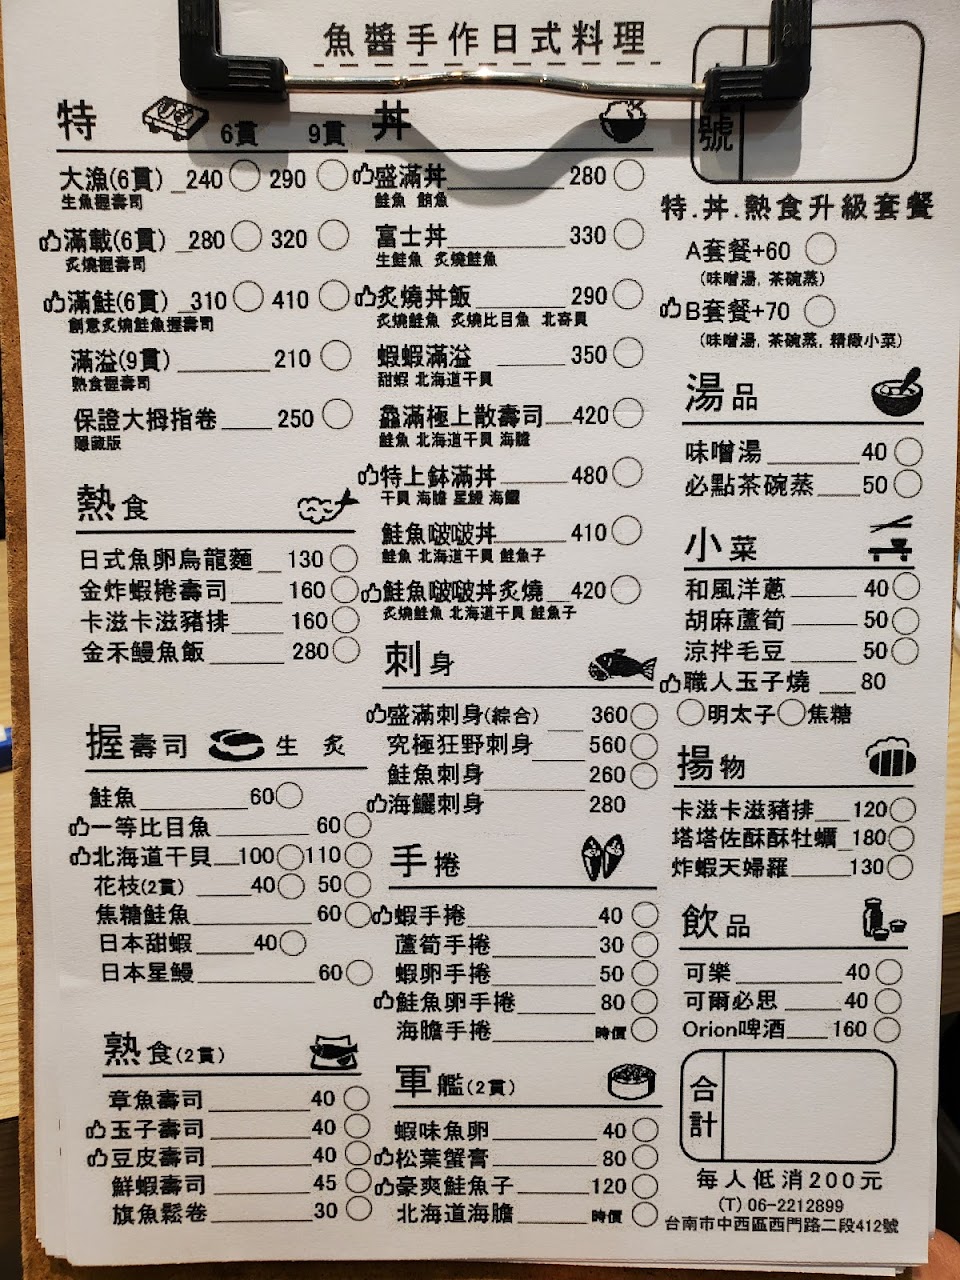 魚醬手作日式料理
特 6貫 9貫
大漁(6貫) 240 290
生魚握壽司
滿載(6貫) 280 320
炙燒握壽司
滿鮭(6貫) 310 410
創意炙燒鮭魚握壽司
滿溢(9貫) 210
熟食握壽司
保證大拇指卷 250
隱藏版
熱食
日式魚卵烏龍麵 130
金炸蝦捲壽司 160
卡滋卡滋豬排 160
金禾鰻魚飯 280
握壽司 生 炙
鮭魚 60
一等比目魚 60
北海道干貝 100 110
花枝(2貫) 40 50
焦糖鮭魚 60
日本甜蝦 40
日本星鰻 60
熟食(2貫)
章魚壽司 40
玉子壽司 40
豆皮壽司 40
鮮蝦壽司 45
旗魚鬆卷 30
丼
盛滿丼 280
鮭魚 鮪魚
富士丼 330
生鮭魚 炙燒鮭魚
炙燒丼飯 290
炙燒鮭魚 炙燒比目魚 北寄貝
蝦蝦滿溢 350
甜蝦 北海道干貝
鱻滿極上散壽司 420
鮭魚 北海道干貝 海膽
特上鉢滿丼 480
干貝 海膽 星鰻 海鱺
鮭魚啵啵丼 410
鮭魚 北海道干貝 鮭魚子
鮭魚啵啵丼炙燒 420
炙燒鮭魚 北海道干貝 鮭魚子
刺身
盛滿刺身(綜合) 360
究極狂野刺身 560
鮭魚刺身 260
海鱺刺身 280
手捲
蝦手捲 40
蘆筍手捲 30
蝦卵手捲 50
鮭魚卵手捲 80
海膽手捲 時價
軍艦(2貫)
蝦味魚卵 40
松葉蟹膏 80
豪爽鮭魚子 120
北海道海膽 時價
號
特.丼.熱食升級套餐
A套餐+60
(味噌湯, 茶碗蒸)
B套餐+70
(味噌湯, 茶碗蒸, 精緻小菜)
湯品
味噌湯 40
必點茶碗蒸 50
小菜
和風洋蔥 40
胡麻蘆筍 50
涼拌毛豆 50
職人玉子燒 80
明太子 焦糖
揚物
卡滋卡滋豬排 120
塔塔佐酥酥牡蠣 180
炸蝦天婦羅 130
飲品
可樂 40
可爾必思 40
Orion啤酒 160
合計
每人低消200元
(T) 06-2212899
台南市中西區西門路二段412號